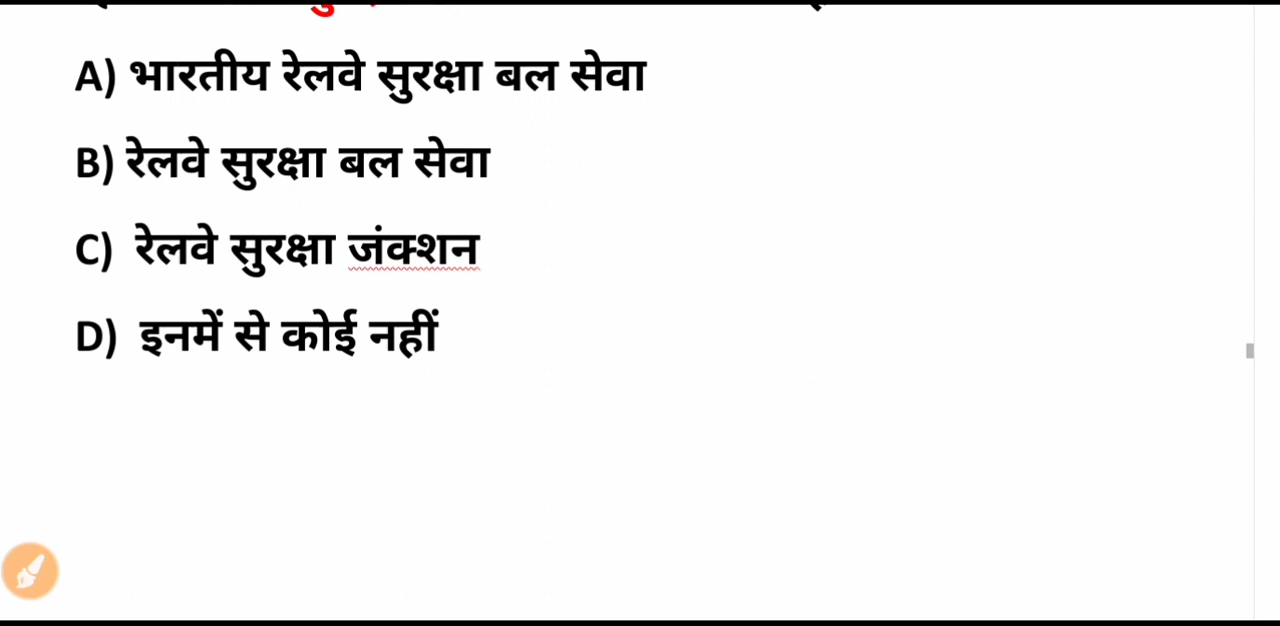 A) भारतीय रेलवे सुरक्षा बल सेवा
B) रेलवे सुरक्षा बल सेवा
C) रेलवे सुरक्षा जंक्शन
D) इनमें से कोई नहीं